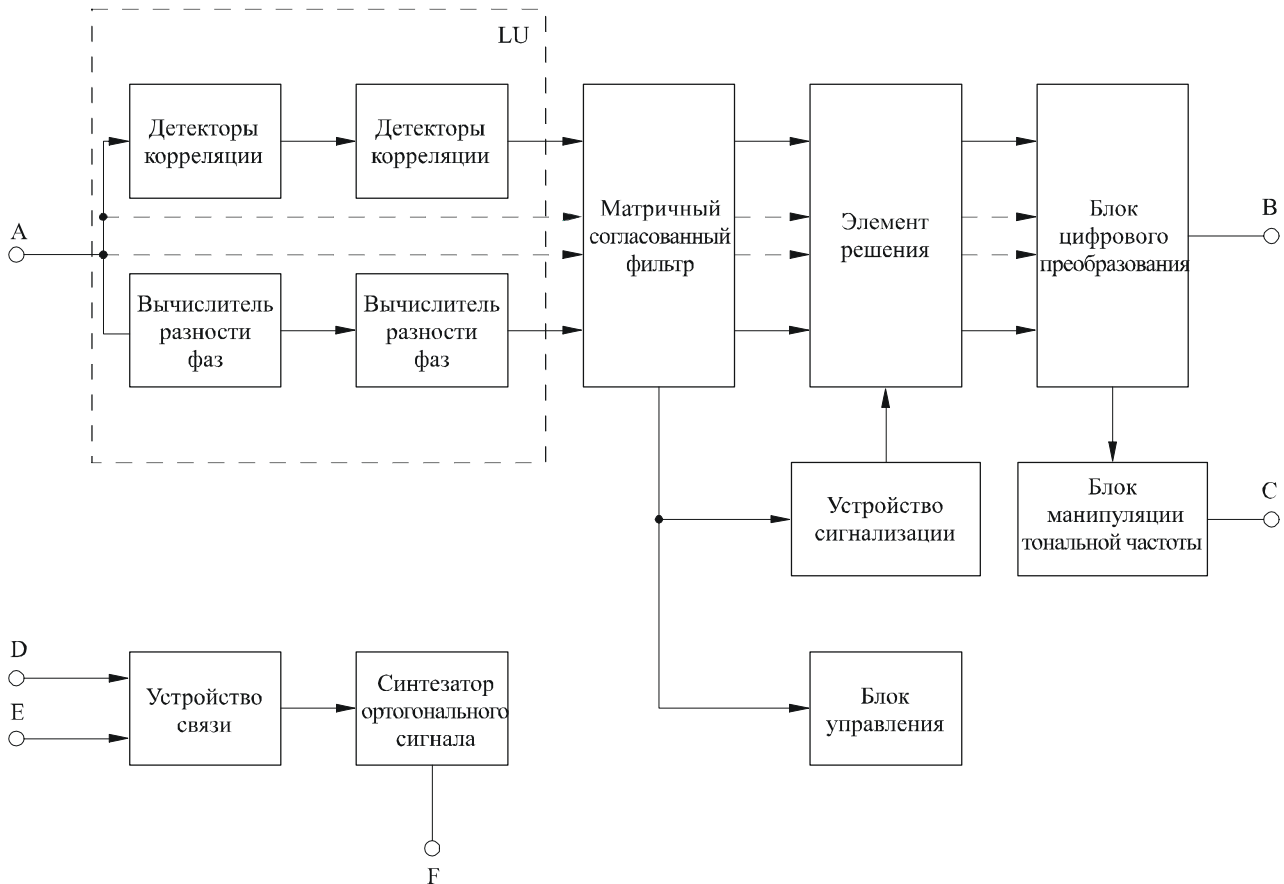 LU
Детекторы
корреляции
Детекторы
корреляции
A
Матричный
согласованный
фильтр
Элемент
решения
Блок
цифрового
преобразования
B
Вычислитель
разности
фаз
Вычислитель
разности
фаз
Устройство
сигнализации
Блок
манипуляции
тональной частоты
C
D
E
Устройство
связи
Синтезатор
ортогонального
сигнала
Блок
управления
F